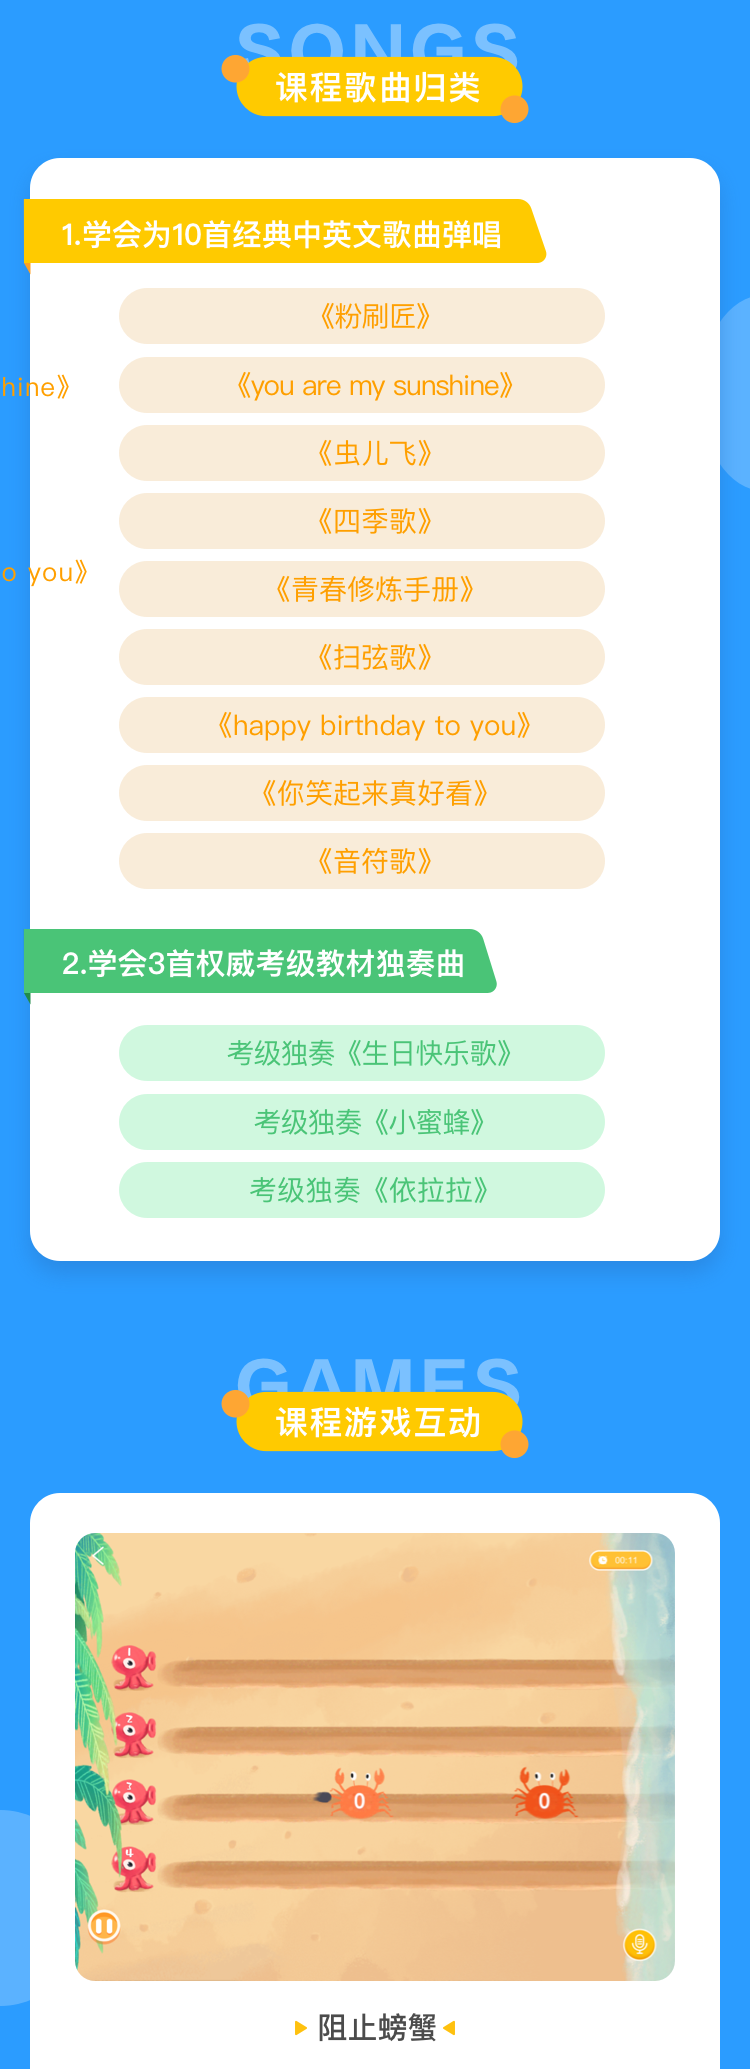 SONGS
课程歌曲归类
1.学会为10首经典中英文歌曲弹唱
《粉刷匠》
hine》
《you are my sunshine》
《虫儿飞》
《四季歌》
o you》
《青春修炼手册》
《扫弦歌》
《happy birthday to you》
《你笑起来真好看》
《音符歌》
2.学会3首权威考级教材独奏曲
考级独奏《生日快乐歌》
考级独奏《小蜜蜂》
考级独奏《依拉拉》
GAMES
课程游戏互动
00:11
1
2
3
0 0
4
阻止螃蟹